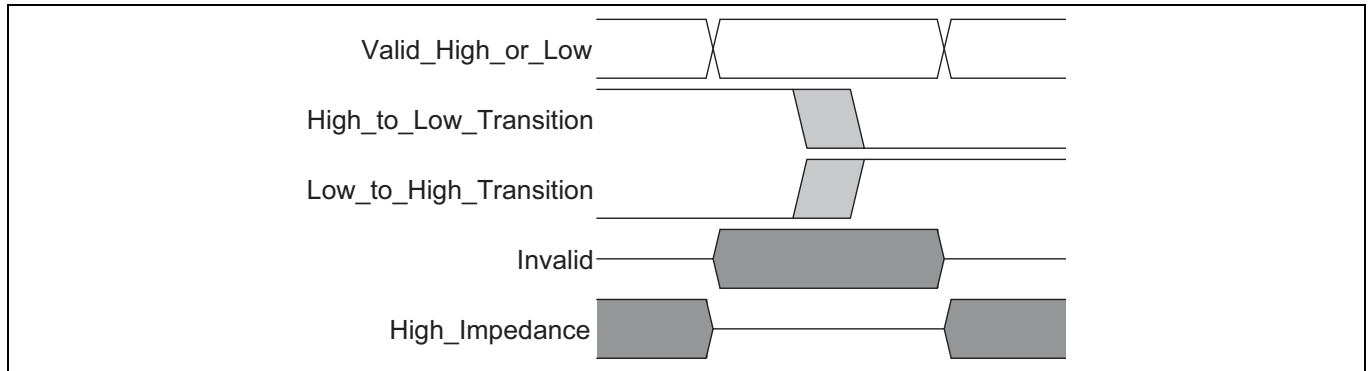 Valid_High_or_Low
High_to_Low_Transition
Low_to_High_Transition
Invalid
High_Impedance